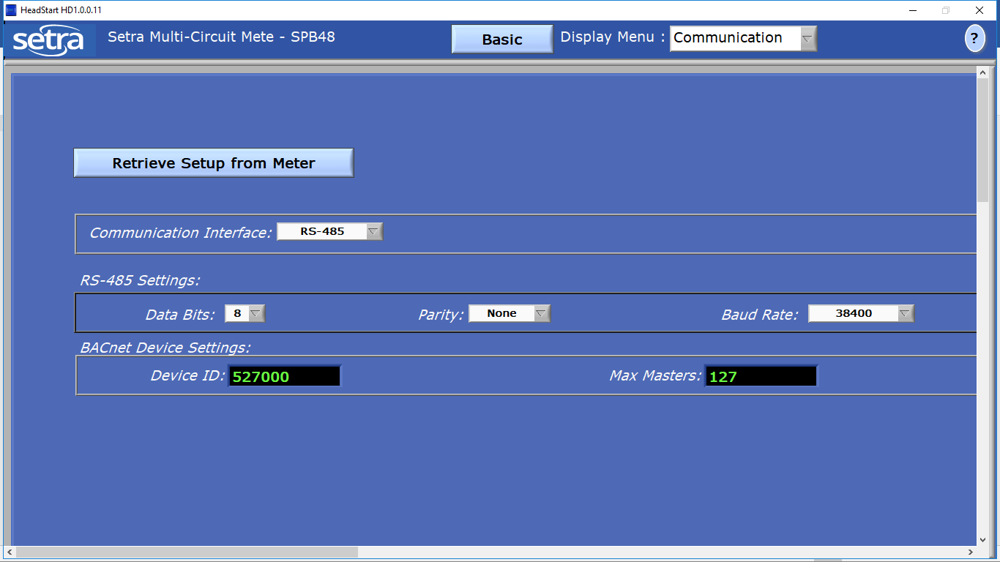 HeadStart HD1.0.0.11
setra Setra Multi-Circuit Mete - SPB48 Basic Display Menu : Communication ?
Retrieve Setup from Meter
Communication Interface: RS-485
RS-485 Settings:
Data Bits: 8 Parity: None Baud Rate: 38400
BACnet Device Settings:
Device ID: 527000 Max Masters: 127